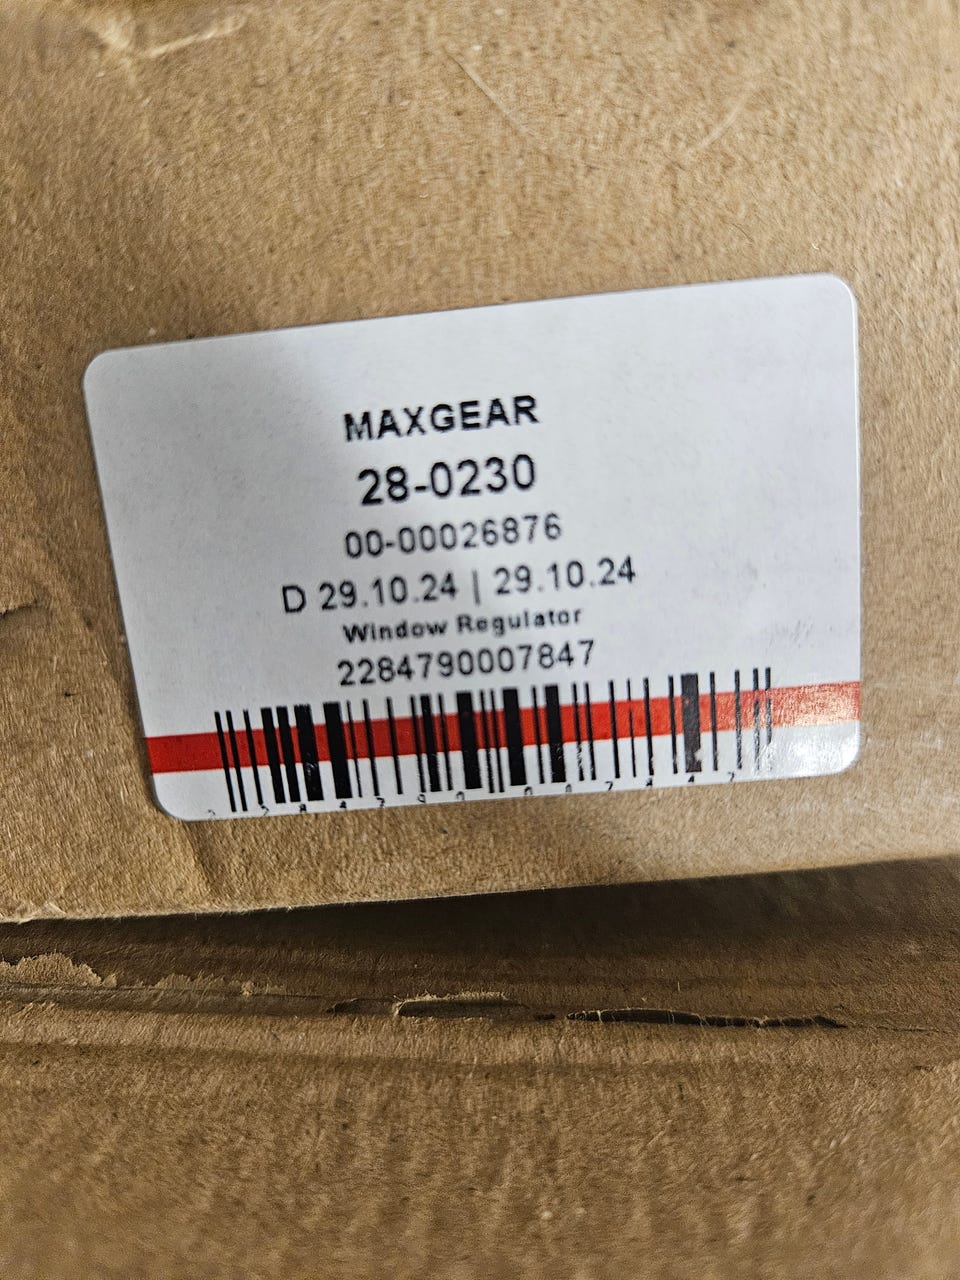 MAXGEAR
28-0230
00-00026876
D 29.10.24 | 29.10.24
Window Regulator
2284790007847